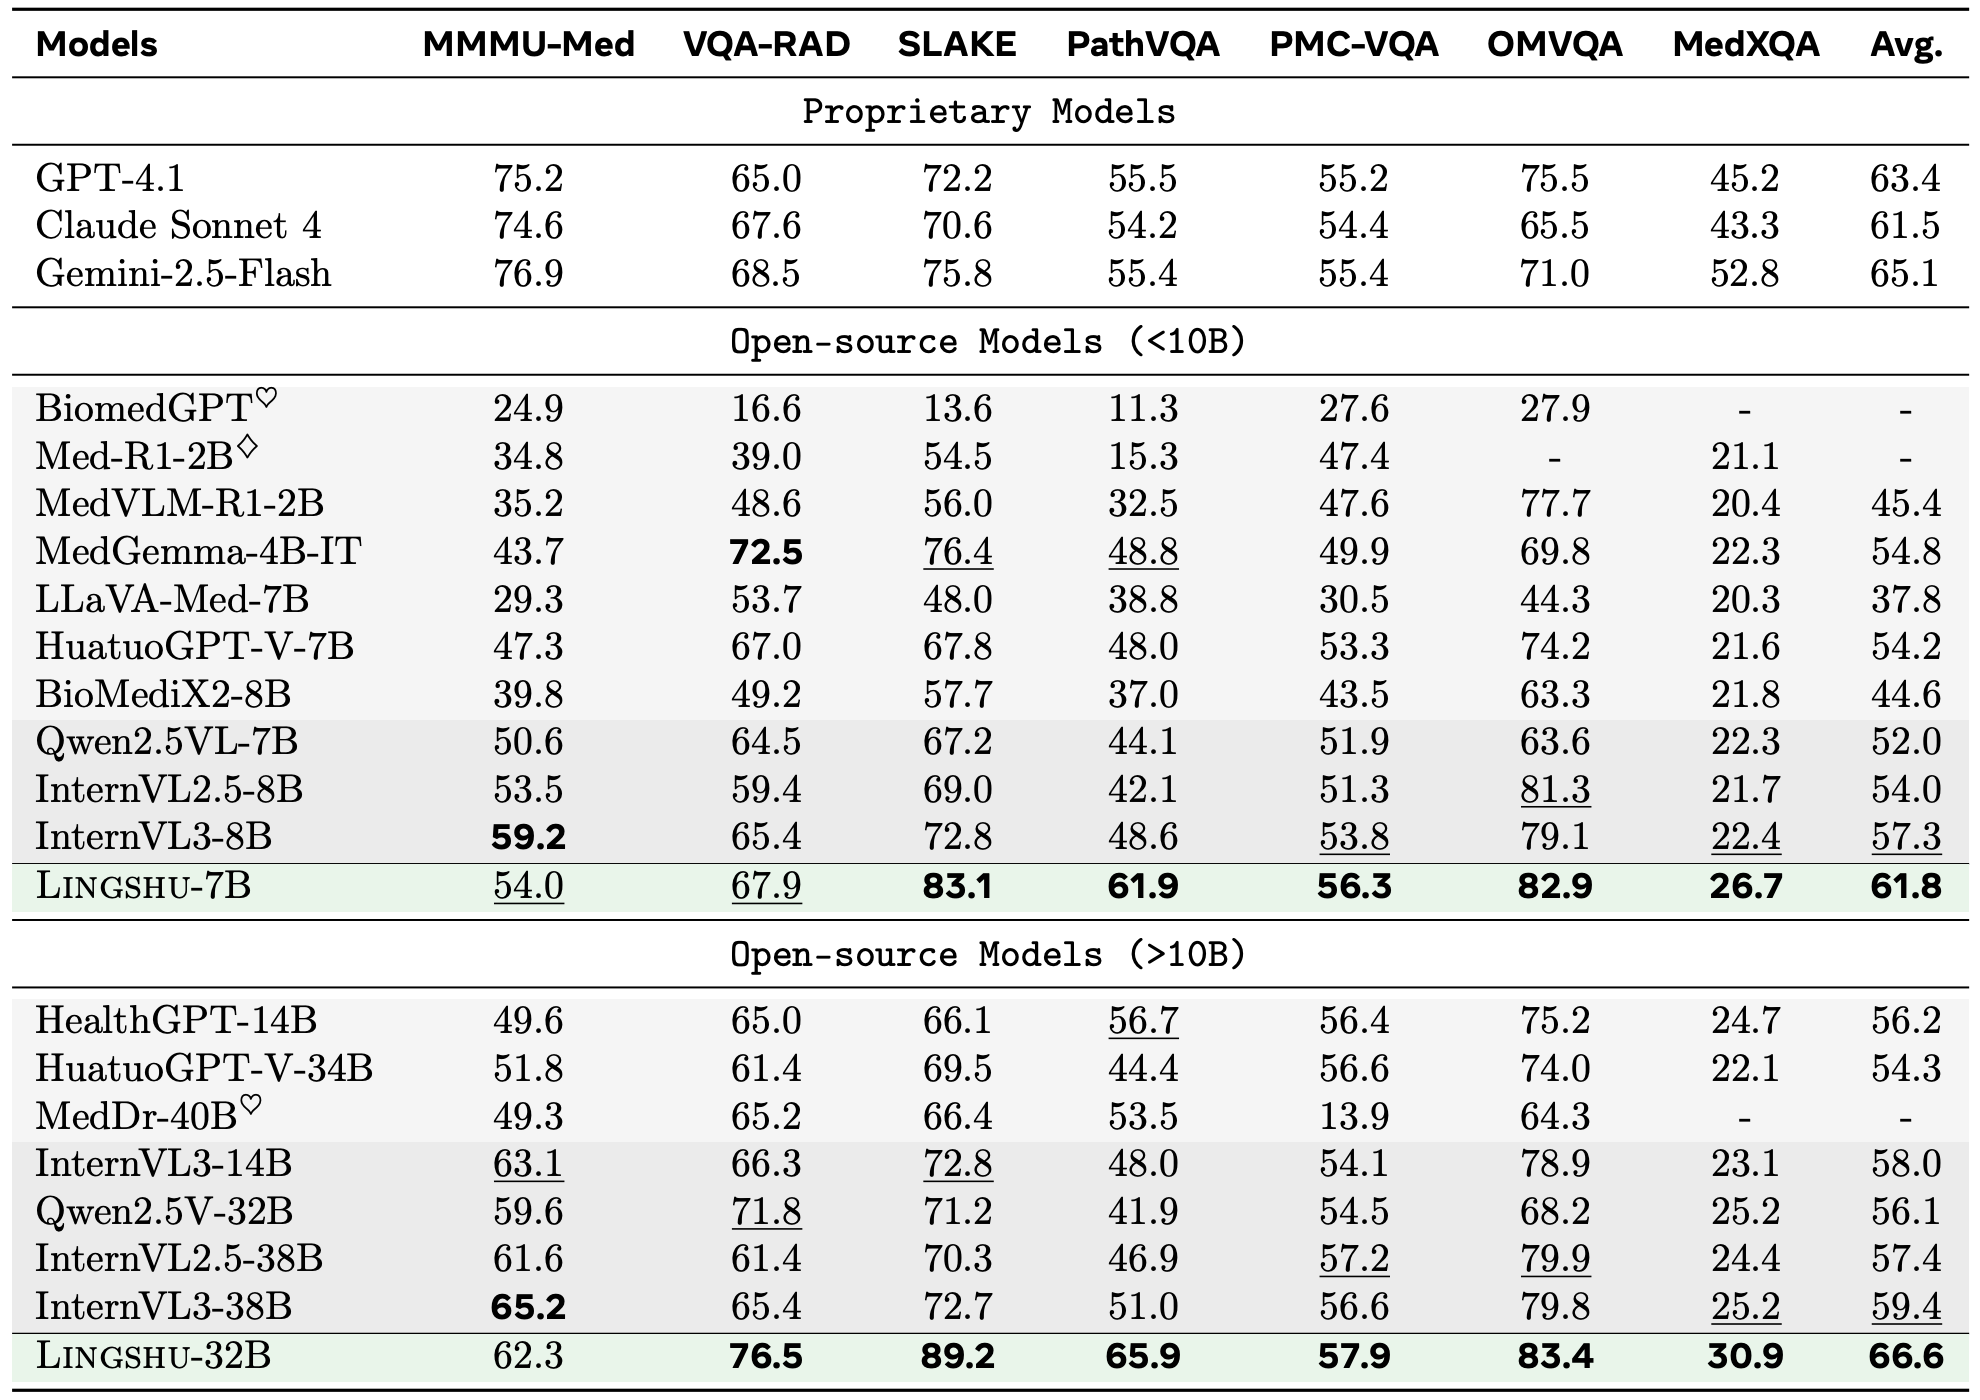 Models MMMU-Med VQA-RAD SLAKE PathVQA PMC-VQA OMVQA MedXQA Avg.
Proprietary Models
GPT-4.1 75.2 65.0 72.2 55.5 55.2 75.5 45.2 63.4
Claude Sonnet 4 74.6 67.6 70.6 54.2 54.4 65.5 43.3 61.5
Gemini-2.5-Flash 76.9 68.5 75.8 55.4 55.4 71.0 52.8 65.1
Open-source Models (<10B)
BiomedGPT♡ 24.9 16.6 13.6 11.3 27.6 27.9 - -
Med-R1-2B♢ 34.8 39.0 54.5 15.3 47.4 - 21.1 -
MedVLM-R1-2B 35.2 48.6 56.0 32.5 47.6 77.7 20.4 45.4
MedGemma-4B-IT 43.7 72.5 76.4 48.8 49.9 69.8 22.3 54.8
LLaVA-Med-7B 29.3 53.7 48.0 38.8 30.5 44.3 20.3 37.8
HuatuoGPT-V-7B 47.3 67.0 67.8 48.0 53.3 74.2 21.6 54.2
BioMediX2-8B 39.8 49.2 57.7 37.0 43.5 63.3 21.8 44.6
Qwen2.5VL-7B 50.6 64.5 67.2 44.1 51.9 63.6 22.3 52.0
InternVL2.5-8B 53.5 59.4 69.0 42.1 51.3 81.3 21.7 54.0
InternVL3-8B 59.2 65.4 72.8 48.6 53.8 79.1 22.4 57.3
LINGSHU-7B 54.0 67.9 83.1 61.9 56.3 82.9 26.7 61.8
Open-source Models (>10B)
HealthGPT-14B 49.6 65.0 66.1 56.7 56.4 75.2 24.7 56.2
HuatuoGPT-V-34B 51.8 61.4 69.5 44.4 56.6 74.0 22.1 54.3
MedDr-40B♡ 49.3 65.2 66.4 53.5 13.9 64.3 - -
InternVL3-14B 63.1 66.3 72.8 48.0 54.1 78.9 23.1 58.0
Qwen2.5V-32B 59.6 71.8 71.2 41.9 54.5 68.2 25.2 56.1
InternVL2.5-38B 61.6 61.4 70.3 46.9 57.2 79.9 24.4 57.4
InternVL3-38B 65.2 65.4 72.7 51.0 56.6 79.8 25.2 59.4
LINGSHU-32B 62.3 76.5 89.2 65.9 57.9 83.4 30.9 66.6